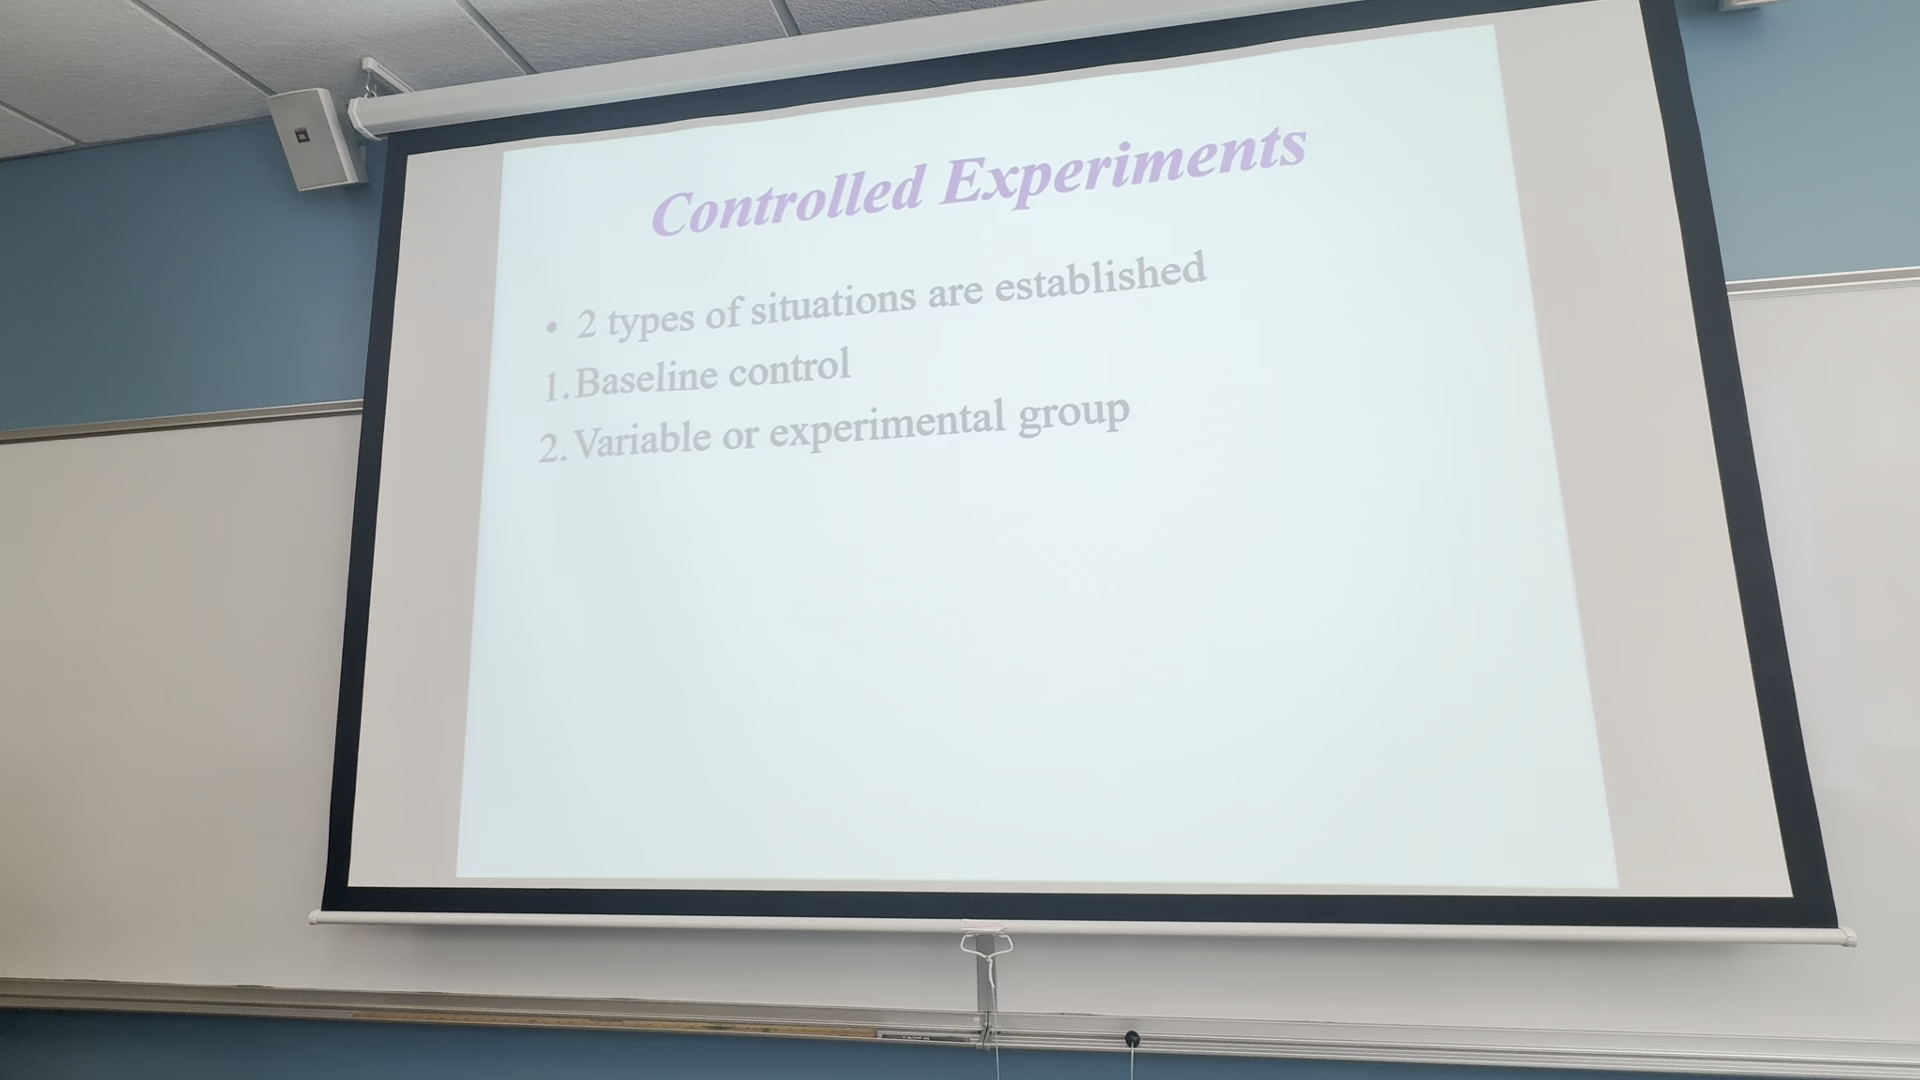 Controlled Experiments
• 2 types of situations are established
1. Baseline control
2. Variable or experimental group